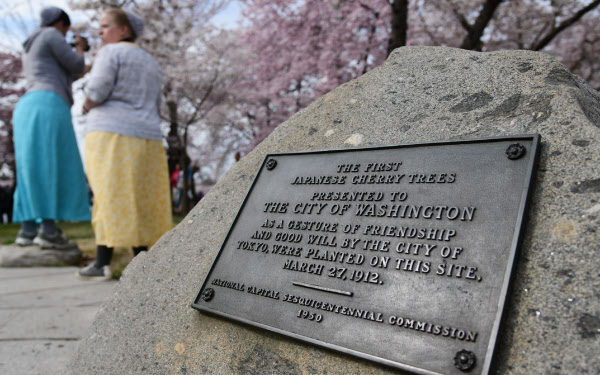 THE FIRST
JAPANESE CHERRY TREES
PRESENTED TO
THE CITY OF WASHINGTON
AS A GESTURE OF FRIENDSHIP
AND GOOD WILL BY THE CITY OF
TOKYO, WERE PLANTED ON THIS SITE,
MARCH 27, 1912.
NATIONAL CAPITAL SESQUICENTENNIAL COMMISSION
1950